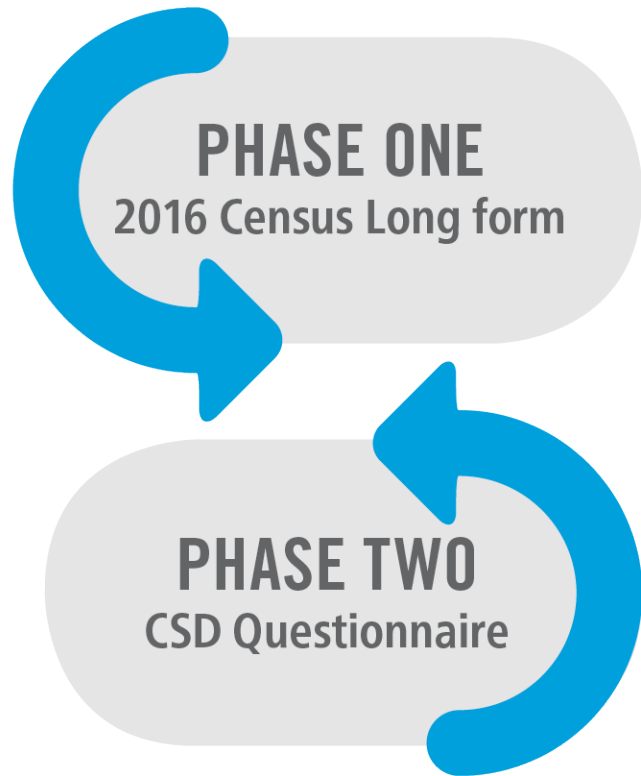 PHASE ONE
2016 Census Long form
PHASE TWO
CSD Questionnaire